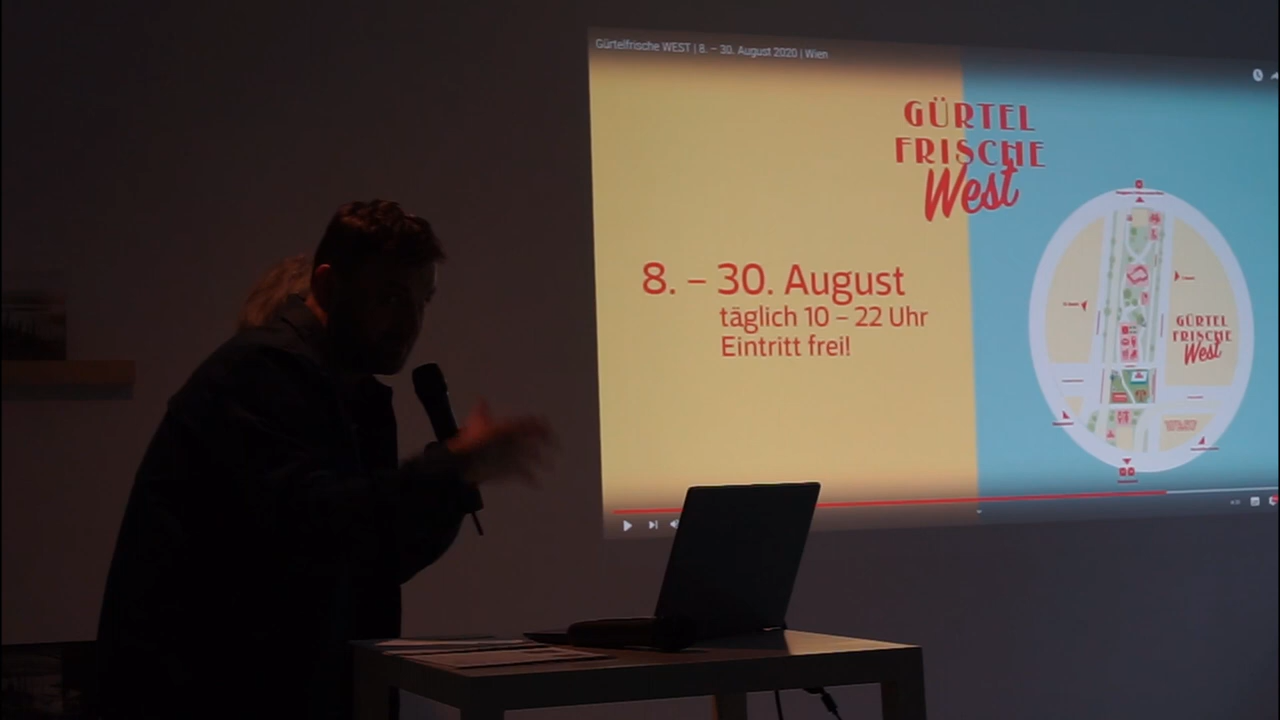 Gürtelfrische WEST | 8. – 30. August 2020 | Wien
GÜRTEL
FRISCHE
West
8. – 30. August
täglich 10 – 22 Uhr
Eintritt frei!
GÜRTEL
FRISCHE
West